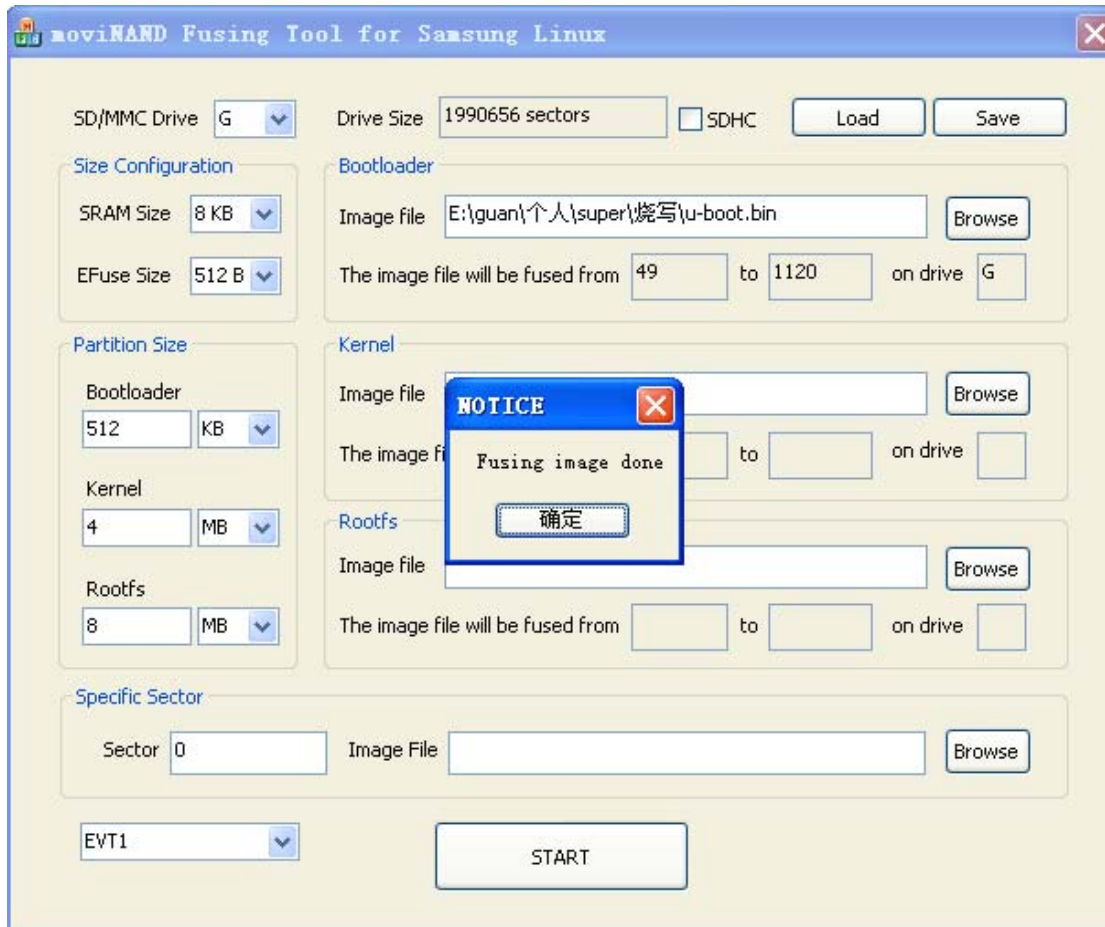 moviNAND Fusing Tool for Samsung Linux
SD/MMC Drive G Drive Size 1990656 sectors SDHC Load Save
Size Configuration
SRAM Size 8 KB
EFuse Size 512 B
Bootloader
Image file E:\guan\个人\super\烧写\u-boot.bin Browse
The image file will be fused from 49 to 1120 on drive G
Partition Size
Bootloader
512 KB
Kernel
4 MB
Rootfs
8 MB
Kernel
Image file Browse
The image fi to on drive
NOTICE
Fusing image done
确定
Rootfs
Image file Browse
The image file will be fused from to on drive
Specific Sector
Sector 0 Image File Browse
EVT1 START